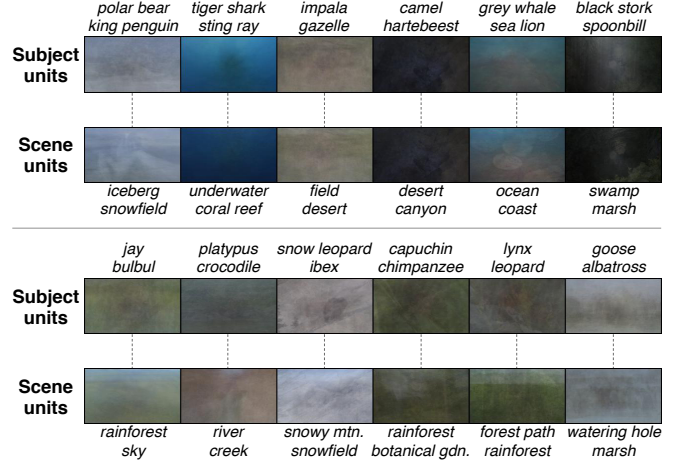 polar bear tiger shark impala camel grey whale black stork
king penguin sting ray gazelle hartebeest sea lion spoonbill
Subject
units
Scene
units
iceberg underwater field desert ocean swamp
snowfield coral reef desert canyon coast marsh
jay platypus snow leopard capuchin lynx goose
bulbul crocodile ibex chimpanzee leopard albatross
Subject
units
Scene
units
rainforest river snowy mtn. rainforest forest path watering hole
sky creek snowfield botanical gdn. rainforest marsh